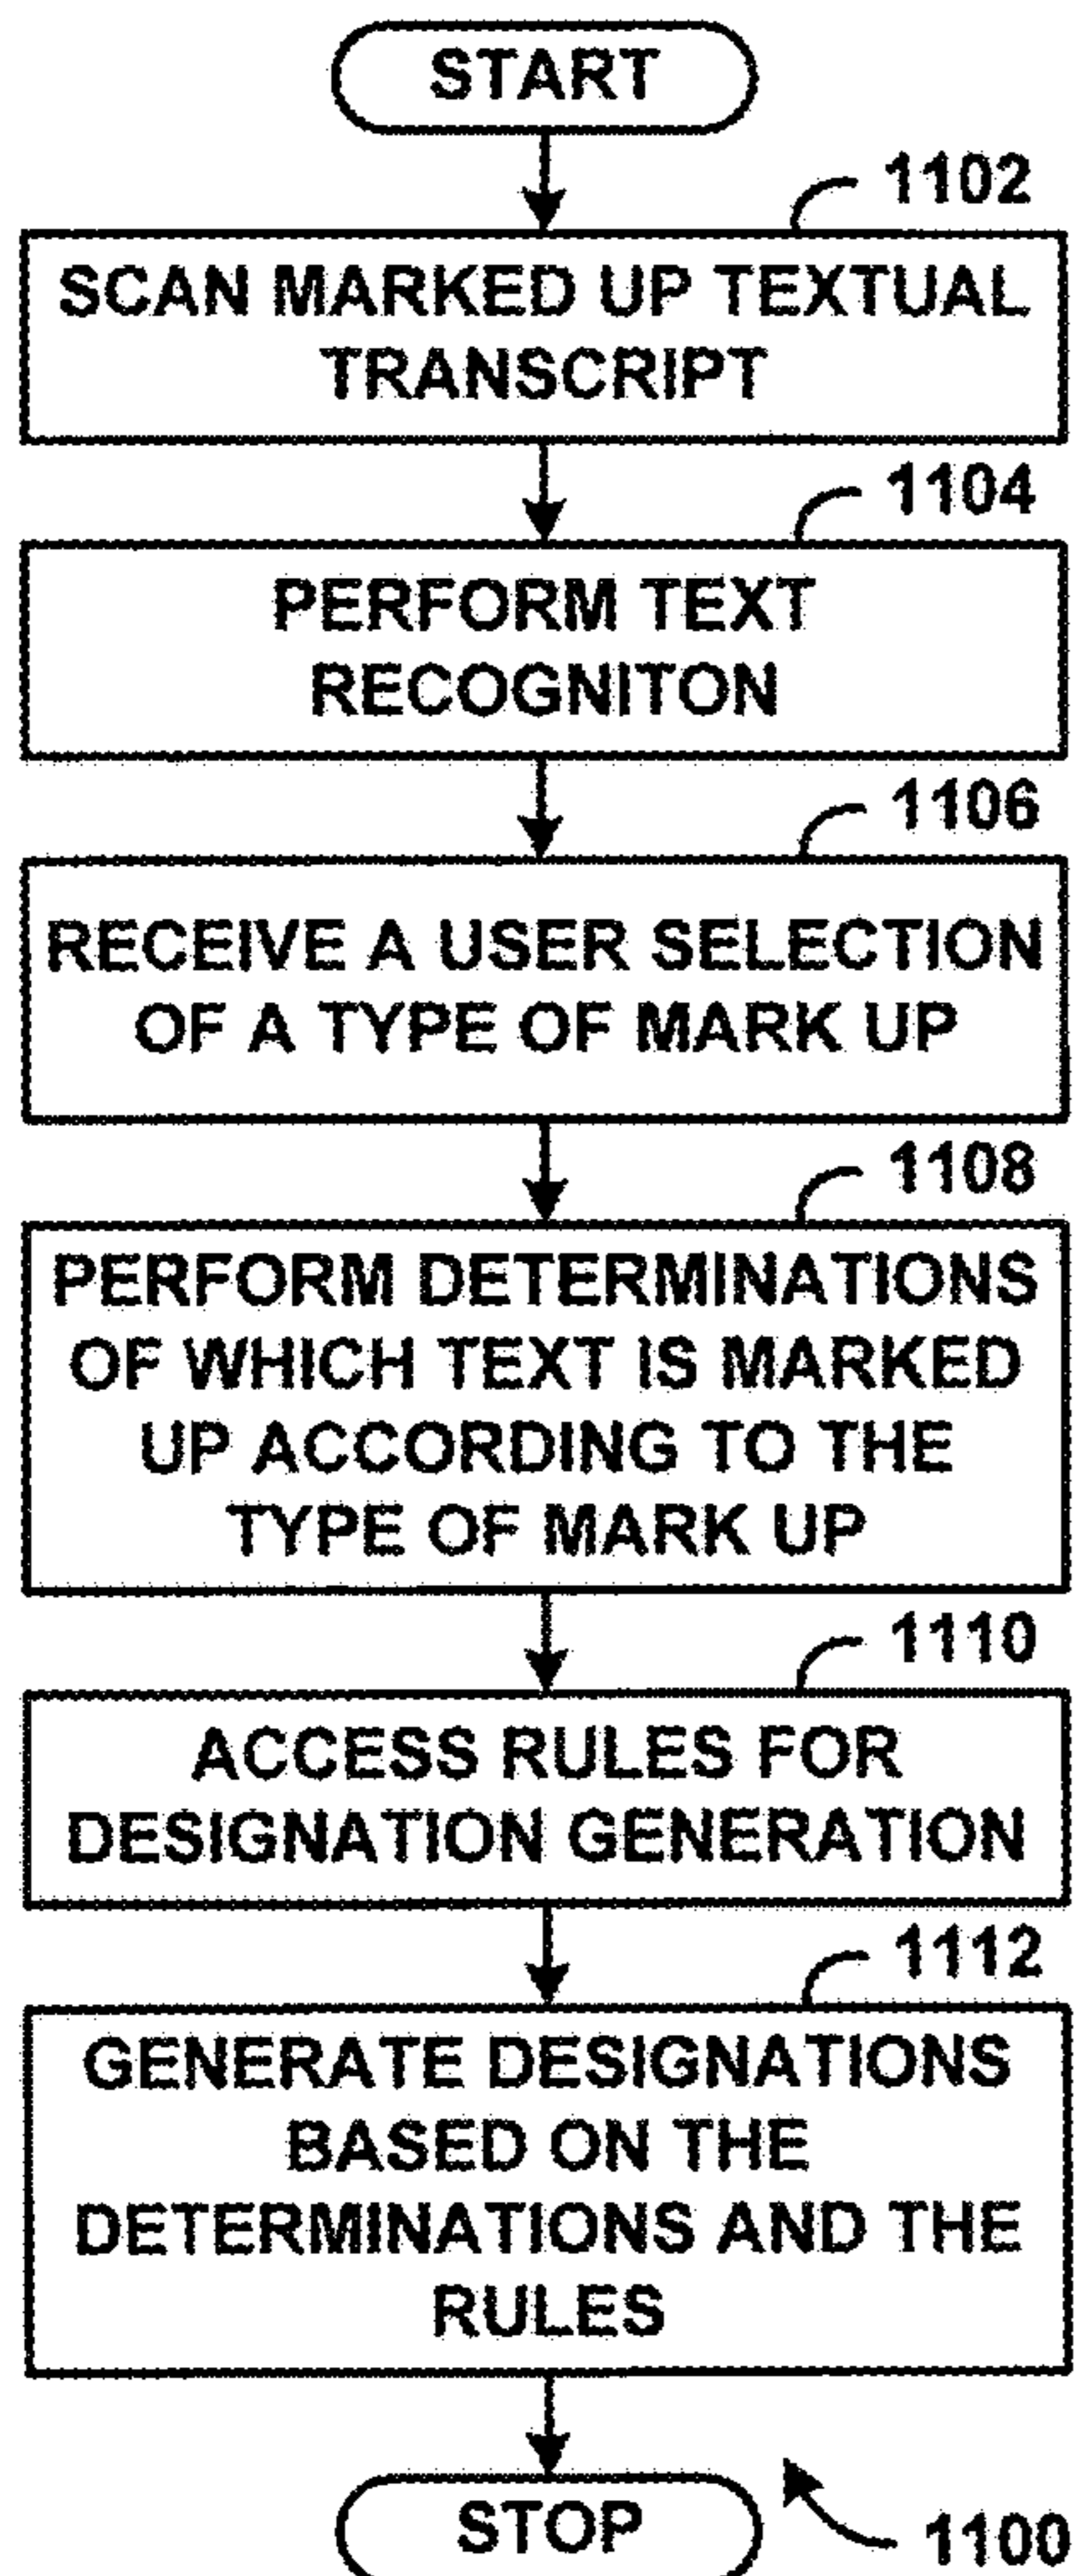 START
1102
SCAN MARKED UP TEXTUAL
TRANSCRIPT
1104
PERFORM TEXT
RECOGNITON
1106
RECEIVE A USER SELECTION
OF A TYPE OF MARK UP
1108
PERFORM DETERMINATIONS
OF WHICH TEXT IS MARKED
UP ACCORDING TO THE
TYPE OF MARK UP
1110
ACCESS RULES FOR
DESIGNATION GENERATION
1112
GENERATE DESIGNATIONS
BASED ON THE
DETERMINATIONS AND THE
RULES
STOP
1100